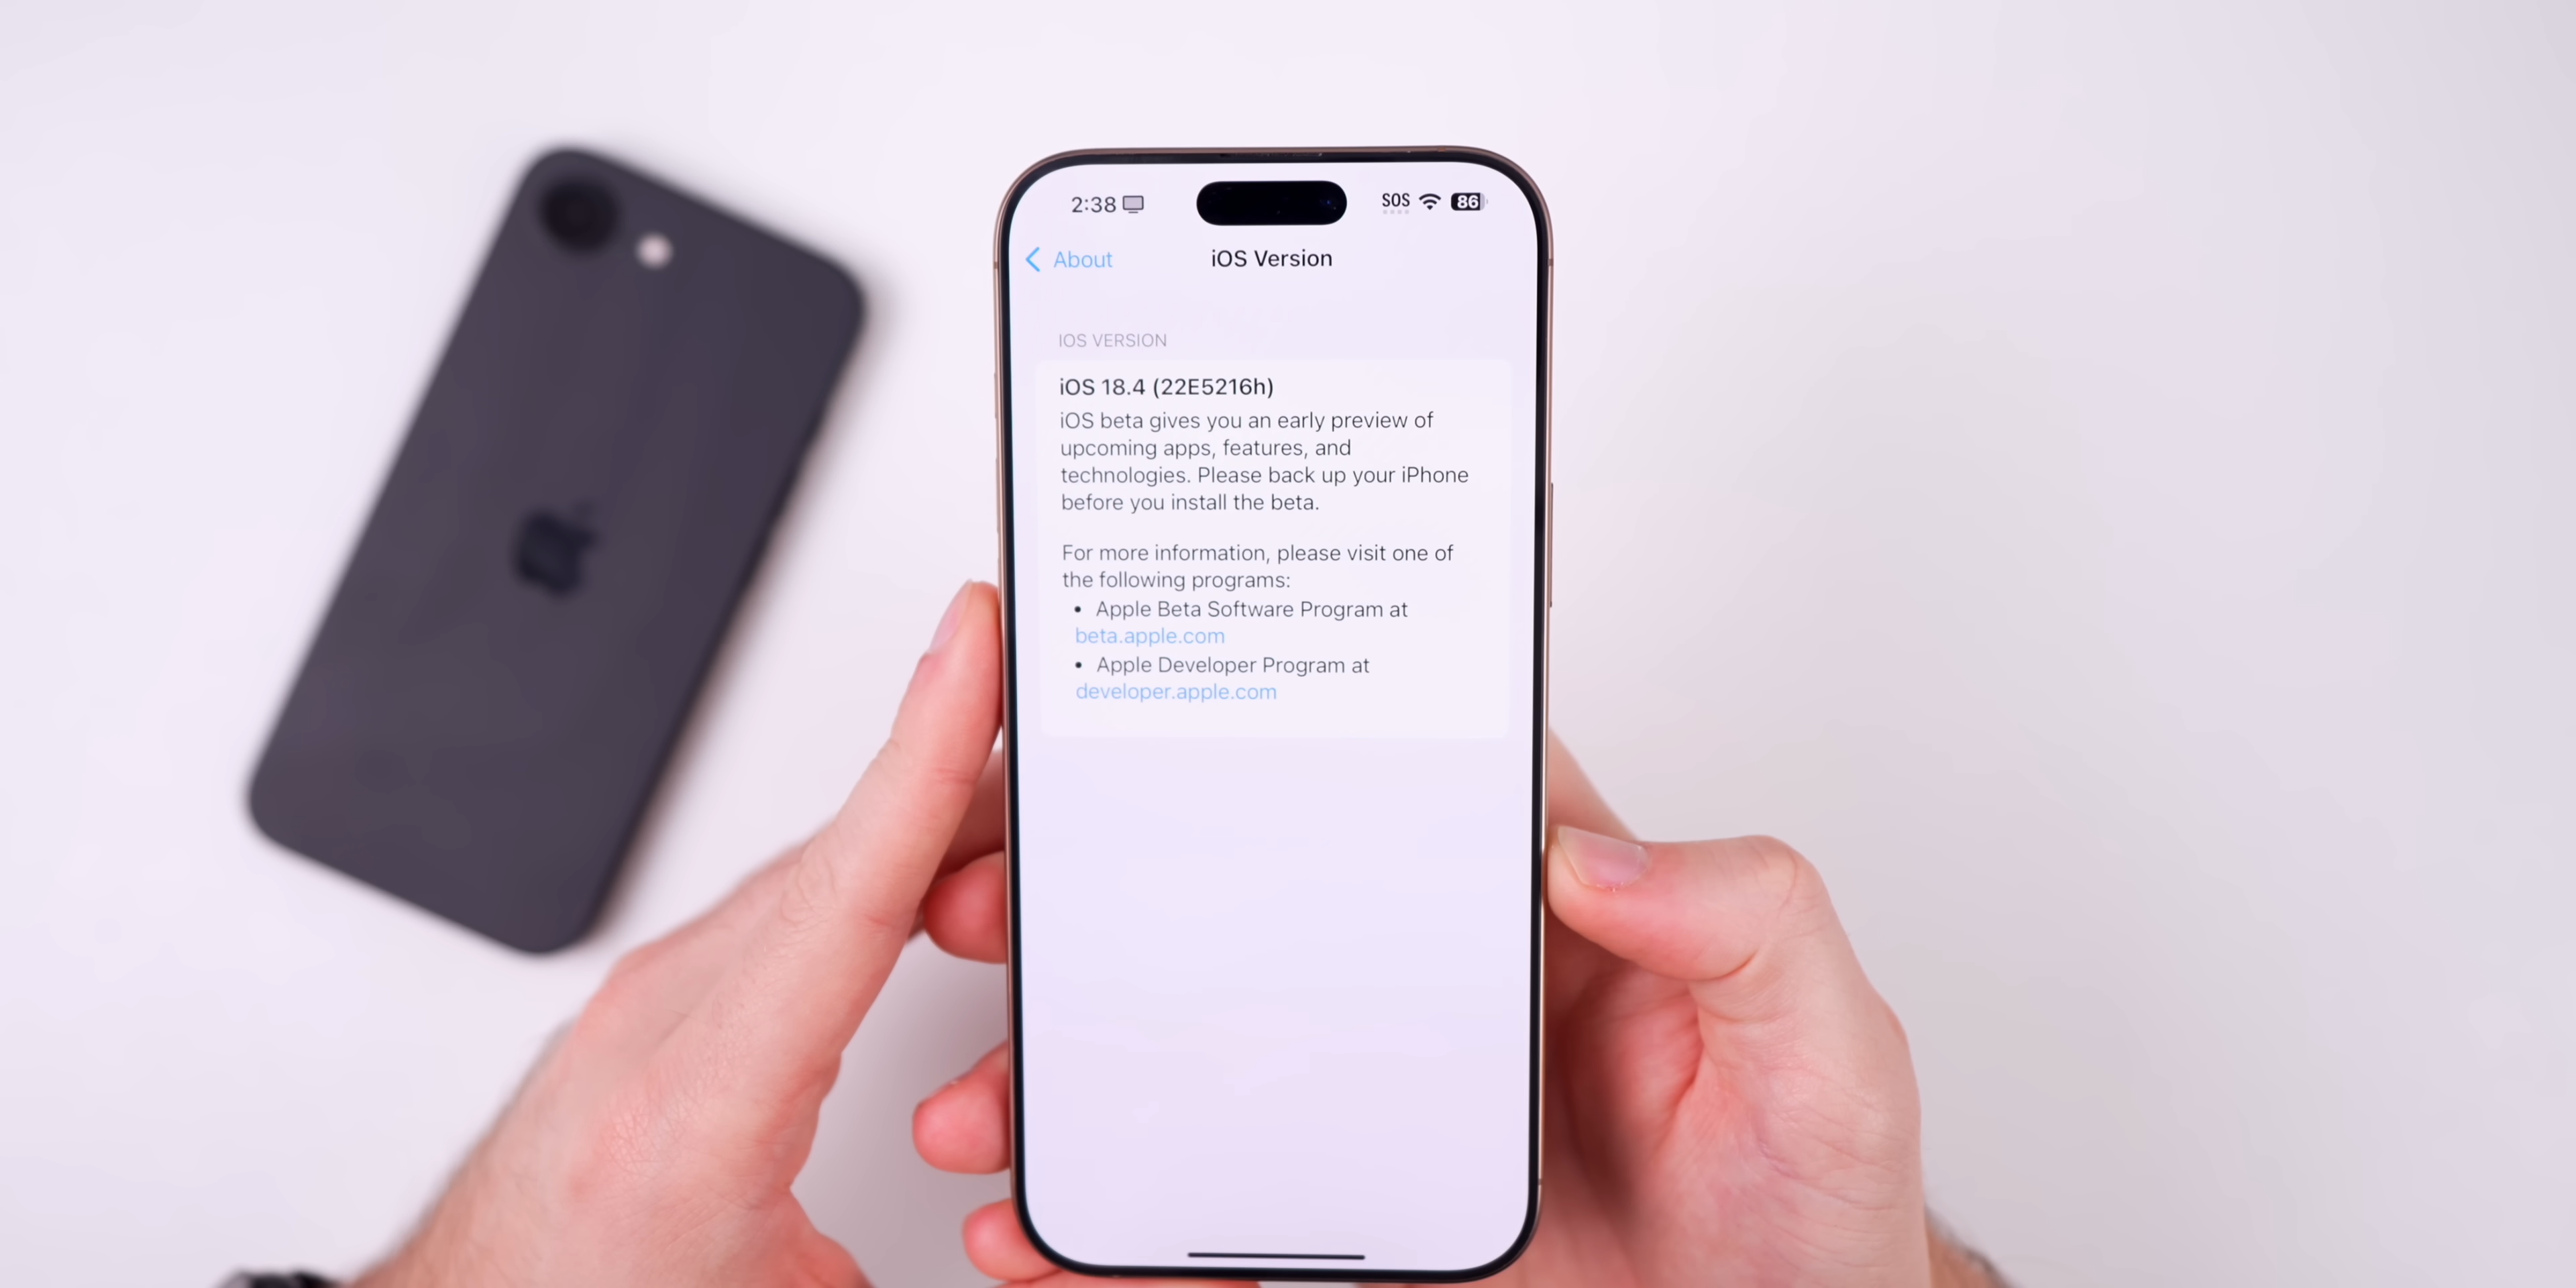 2:38
SOS
86
About
iOS Version
IOS VERSION
iOS 18.4 (22E5216h)
iOS beta gives you an early preview of
upcoming apps, features, and
technologies. Please back up your iPhone
before you install the beta.
For more information, please visit one of
the following programs:
• Apple Beta Software Program at
beta.apple.com
• Apple Developer Program at
developer.apple.com